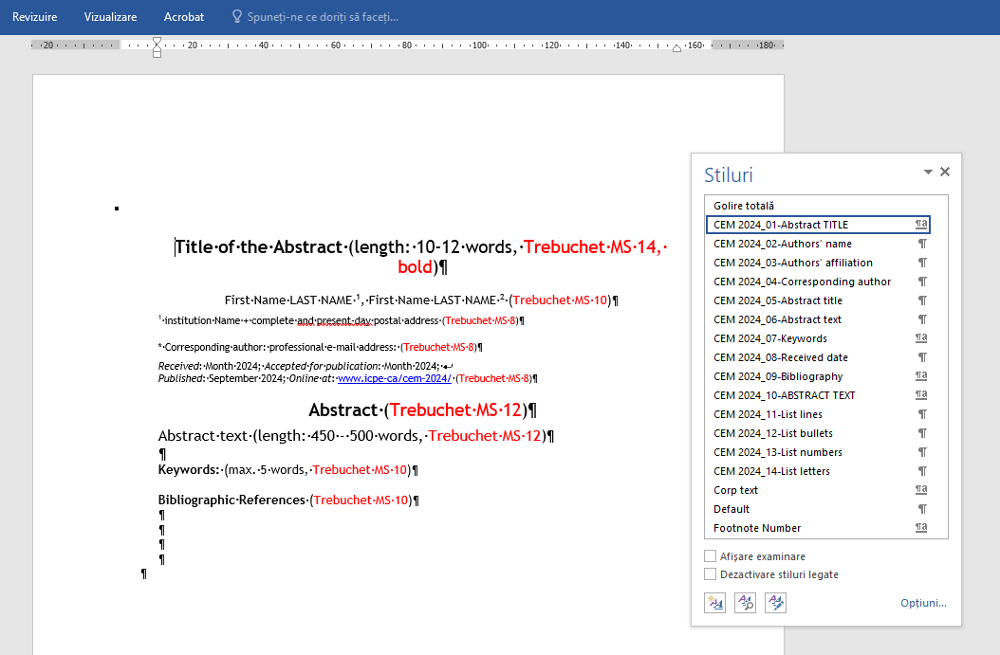 Revizuire Vizualizare Acrobat Spuneți-ne ce doriți să faceți...
20 20 40 60 80 100 120 140 160 180
Title of the Abstract (length: 10-12 words, Trebuchet MS 14,
bold)¶
First Name LAST NAME 1, First Name LAST NAME 2 (Trebuchet MS 10)¶
1 institution Name + complete and present day postal address (Trebuchet MS 8)¶
* Corresponding author: professional e-mail address: (Trebuchet MS 8)¶
Received: Month 2024; Accepted for publication: Month 2024; ↵
Published: September 2024; Online at: www.icpe-ca/cem-2024/ (Trebuchet MS 8)¶
Abstract (Trebuchet MS 12)¶
Abstract text (length: 450 - 500 words, Trebuchet MS 12)¶
¶
Keywords: (max. 5 words, Trebuchet MS 10)¶
Bibliographic References (Trebuchet MS 10)¶
¶
¶
¶
¶
¶
Stiluri
Golire totală
CEM 2024_01-Abstract TITLE ¶a
CEM 2024_02-Authors' name ¶
CEM 2024_03-Authors' affiliation ¶
CEM 2024_04-Corresponding author ¶
CEM 2024_05-Abstract title ¶
CEM 2024_06-Abstract text ¶
CEM 2024_07-Keywords ¶a
CEM 2024_08-Received date ¶
CEM 2024_09-Bibliography ¶a
CEM 2024_10-ABSTRACT TEXT ¶a
CEM 2024_11-List lines ¶
CEM 2024_12-List bullets ¶
CEM 2024_13-List numbers ¶
CEM 2024_14-List letters ¶
Corp text ¶a
Default ¶
Footnote Number ¶a
Afișare examinare
Dezactivare stiluri legate
Opțiuni...